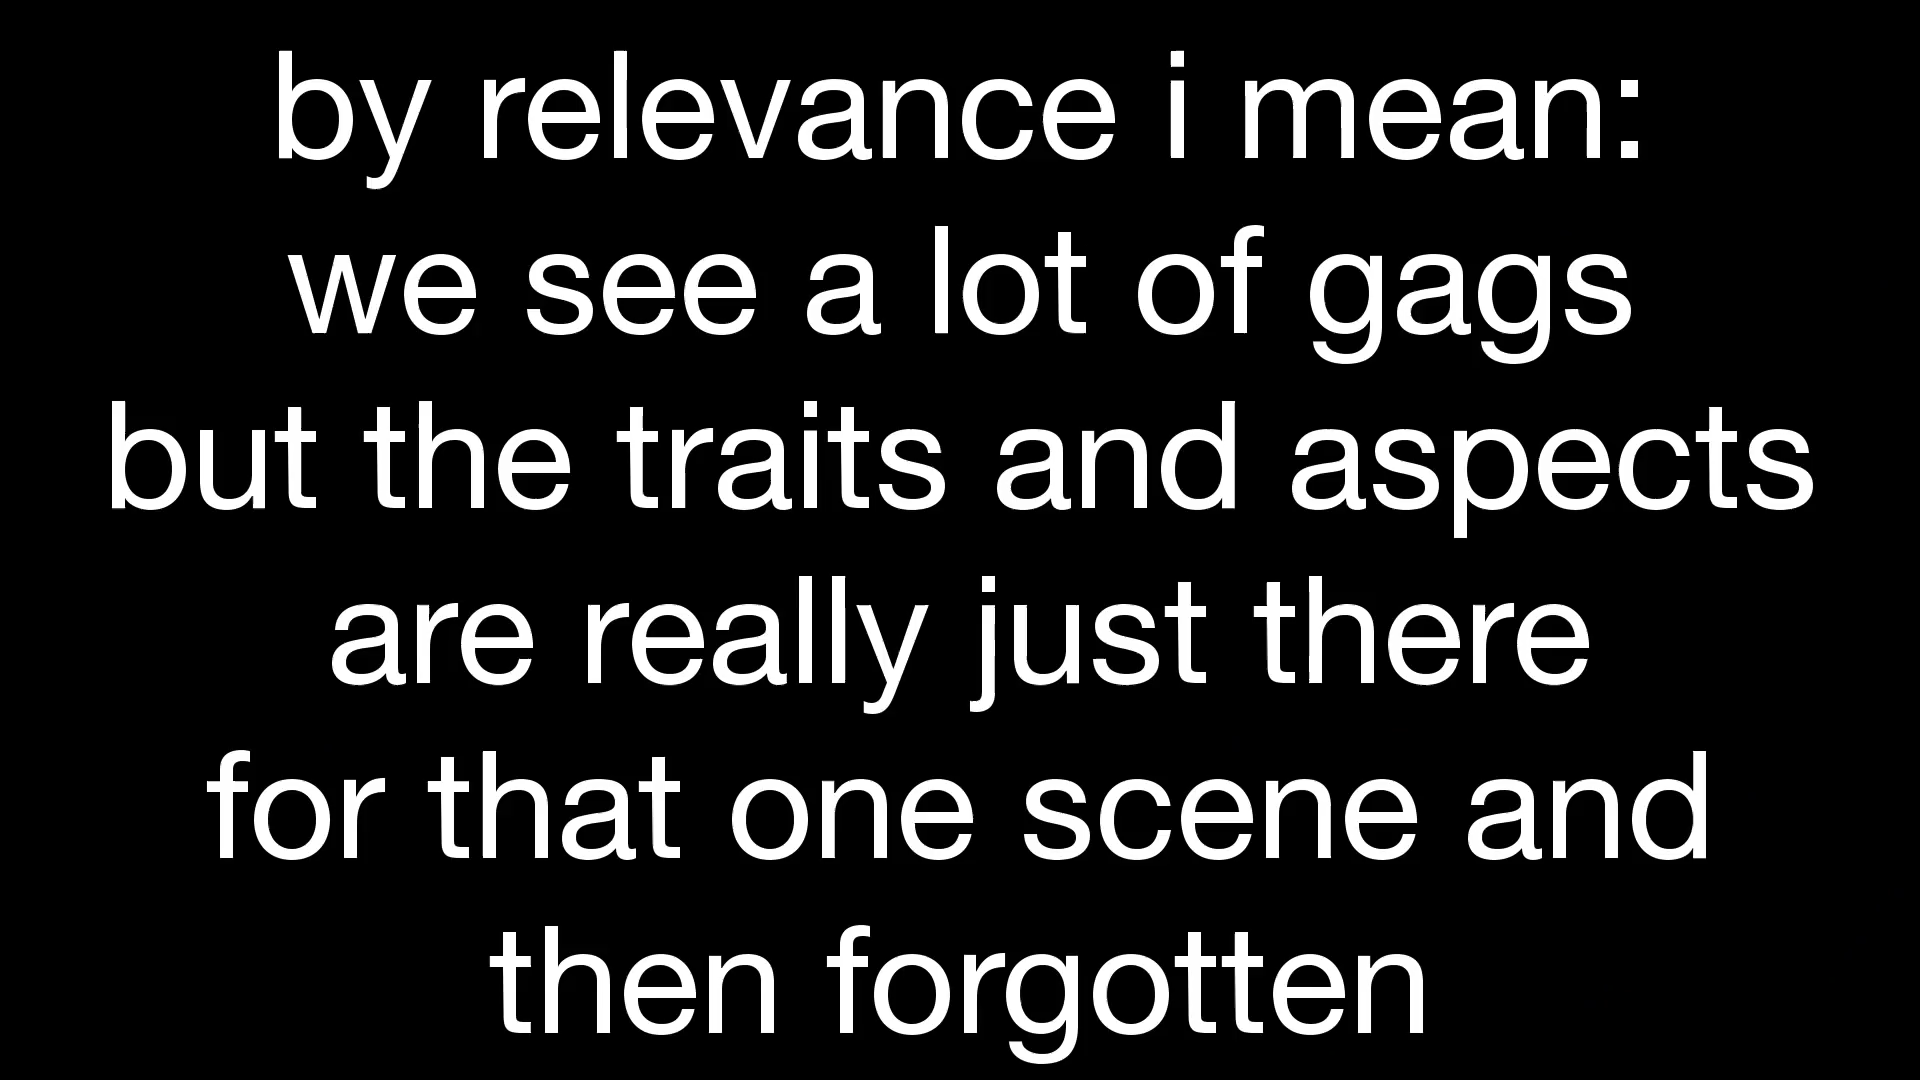 by relevance i mean:
we see a lot of gags
but the traits and aspects
are really just there
for that one scene and
then forgotten